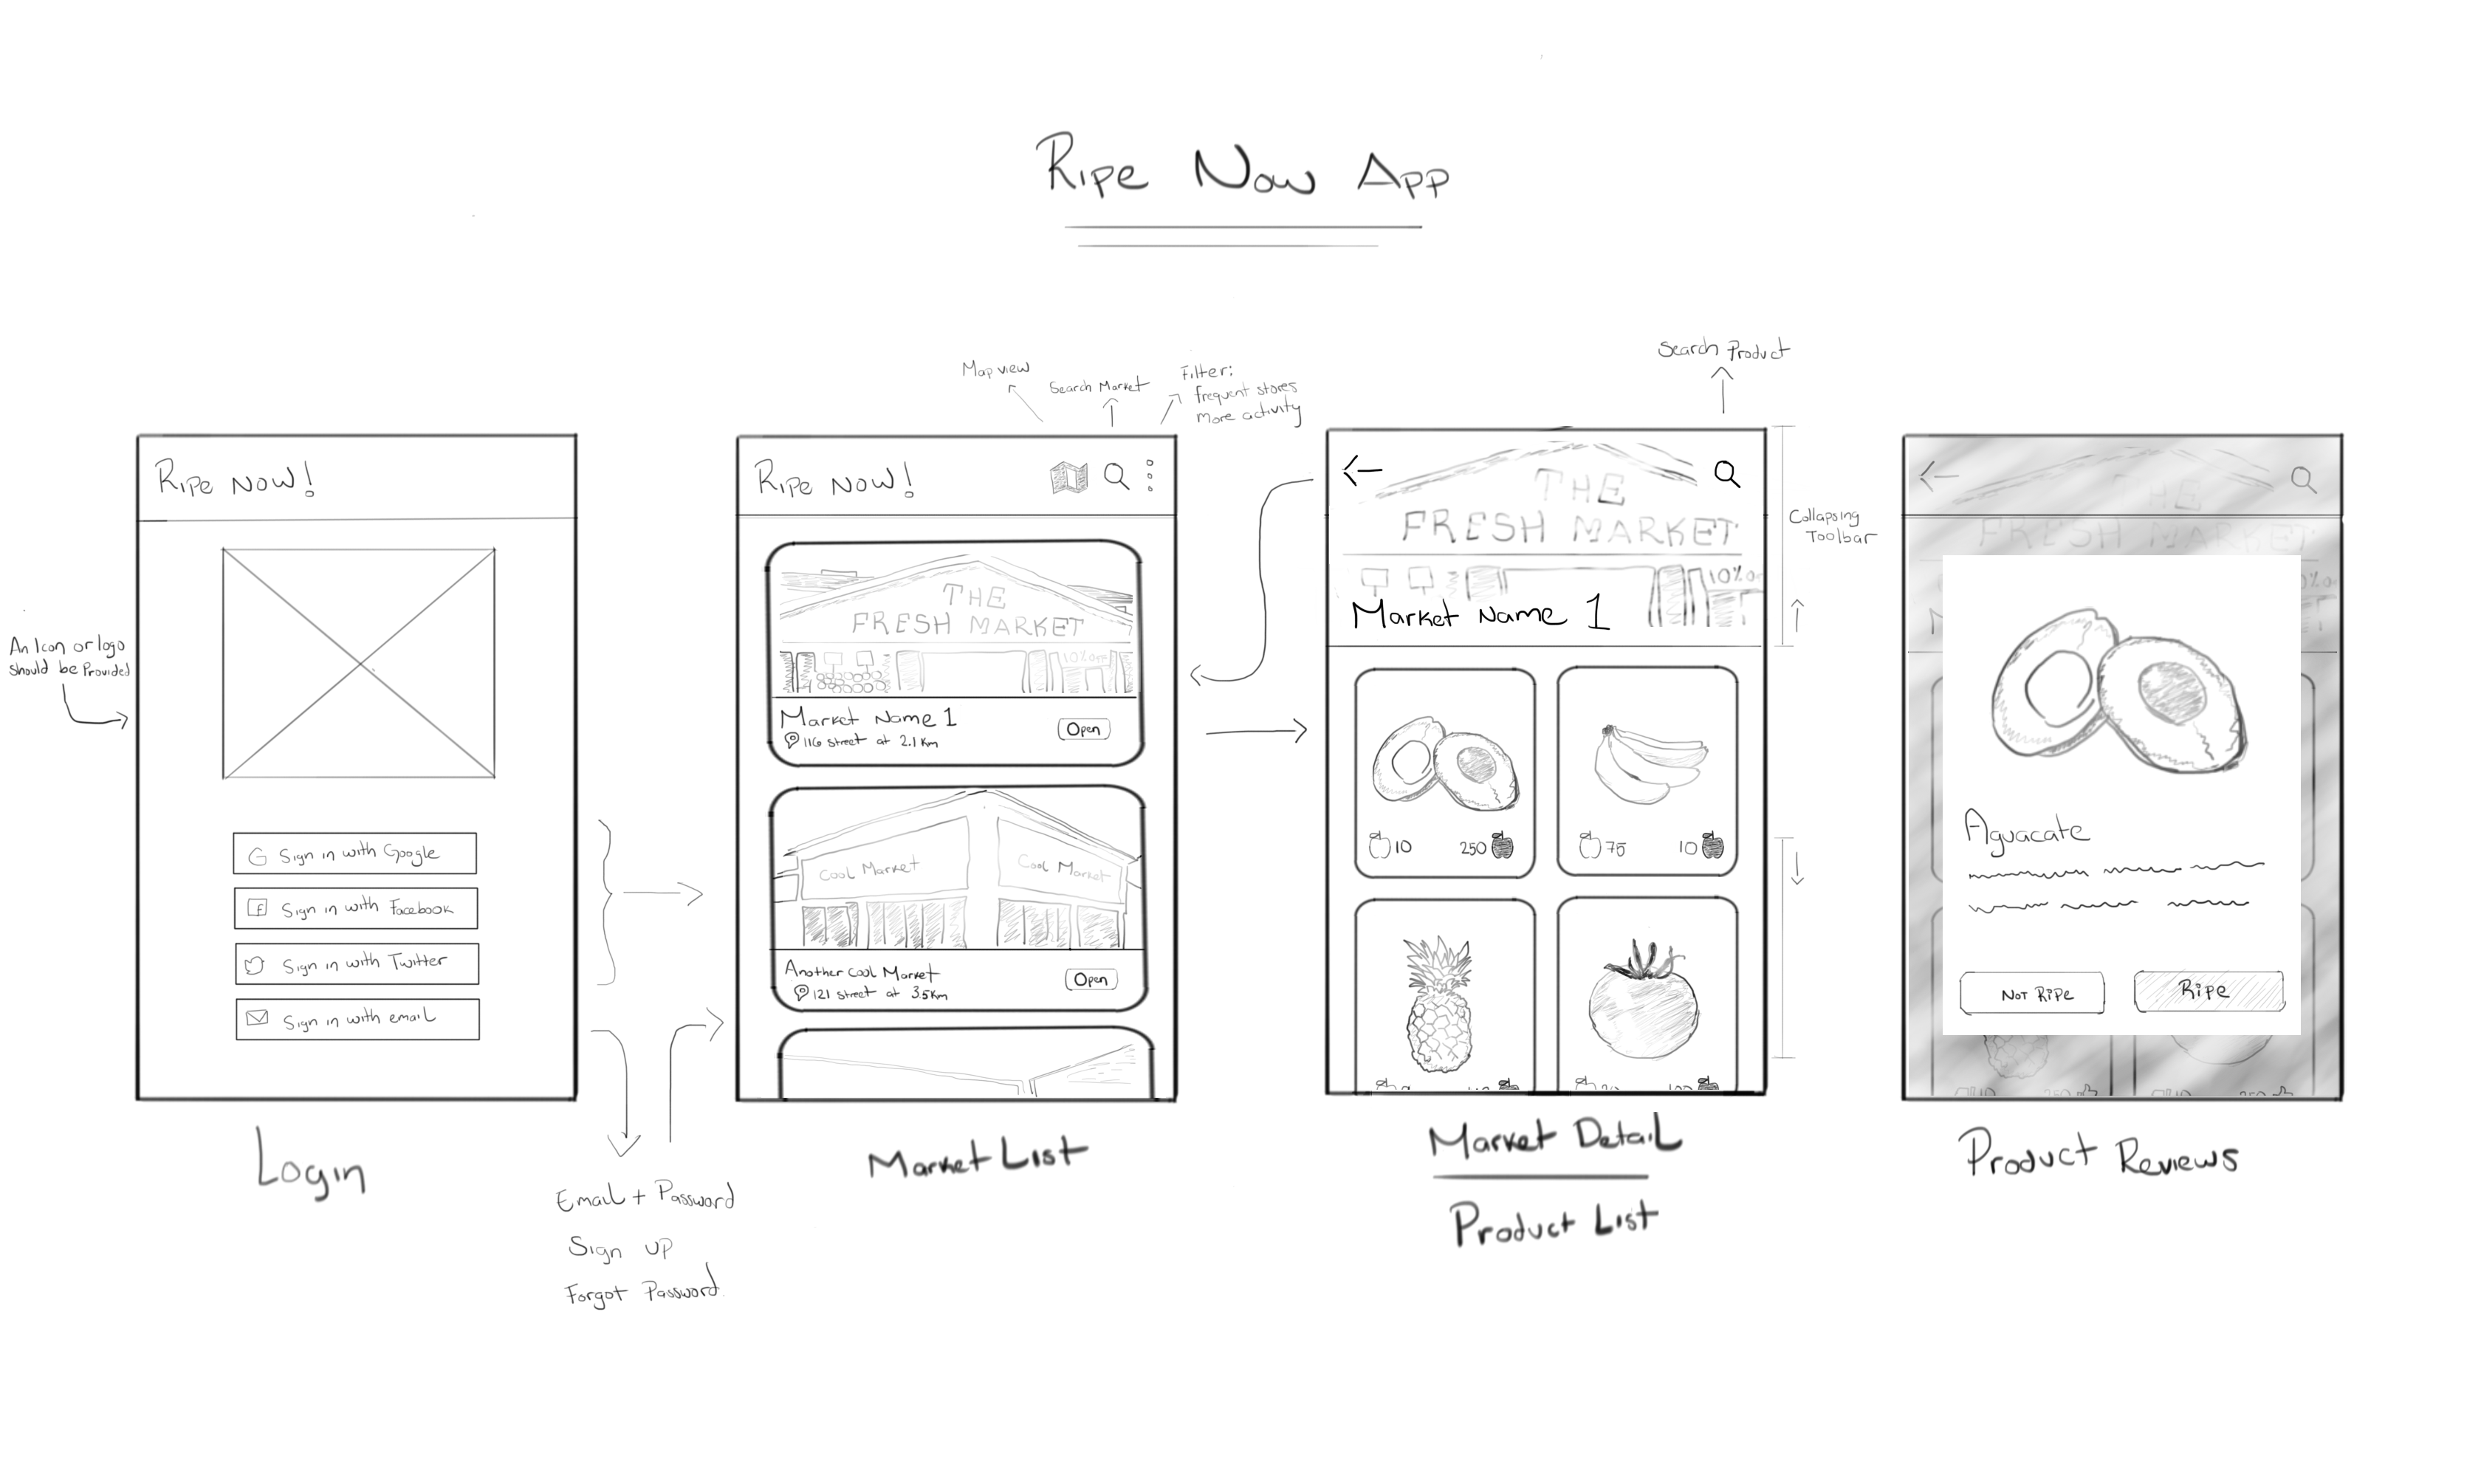 Ripe Now App
An Icon or logo
should be Provided
Ripe Now!
G Sign in with Google
f Sign in with Facebook
Sign in with Twitter
Sign in with email
Login
Email + Password
Sign up
Forgot Password.
Map view
Search Market
Filter:
frequent stores
More activity
Ripe Now!
THE
FRESH MARKET
10% OFF
Market Name 1
116 street at 2.1 Km
Open
Cool Market
Cool Market
Another Cool Market
121 street at 3.5Km
Open
Market List
Search Product
THE
FRESH MARKET
10% O
Market Name 1
Collapsing
Toolbar
10
250
75
10
Market Detail
Product List
THE
FRESH MARKET
Aguacate
Not Ripe
Ripe
Product Reviews